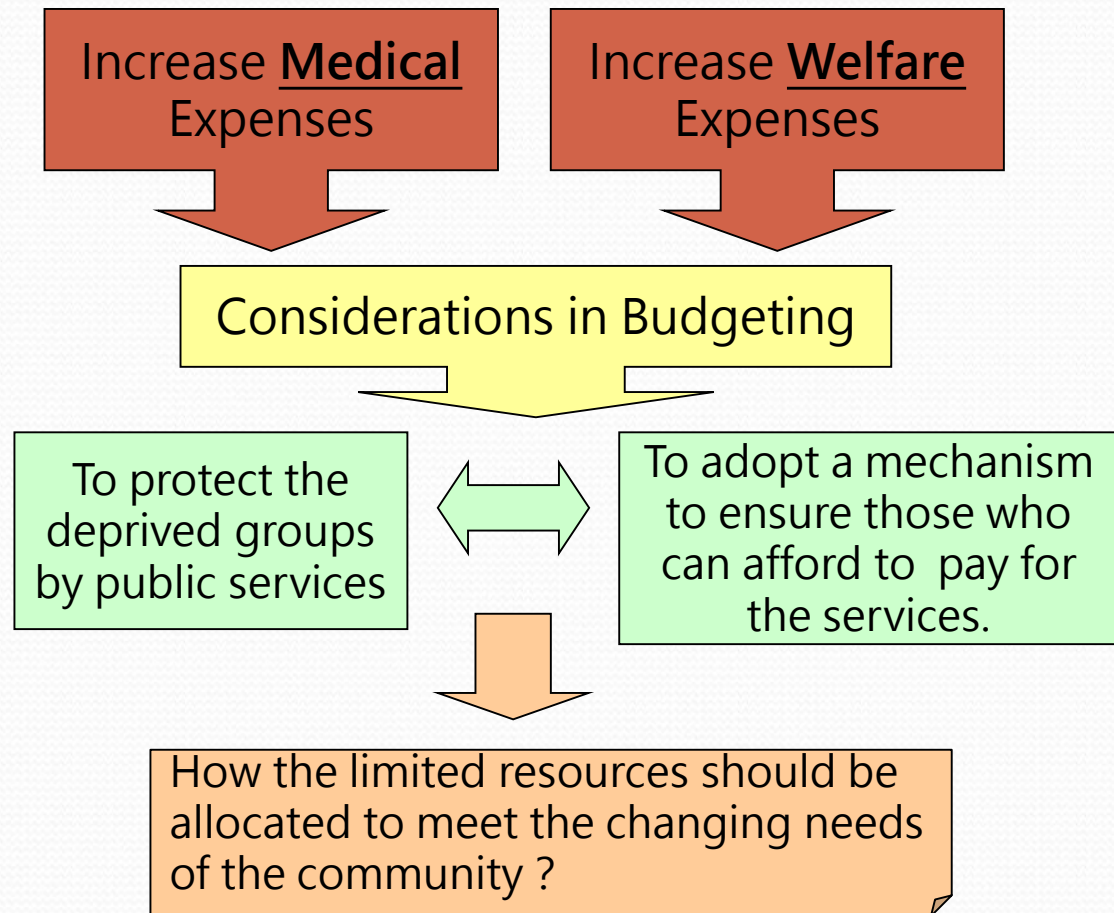 Increase Medical
Expenses
Increase Welfare
Expenses
Considerations in Budgeting
To protect the
deprived groups
by public services
To adopt a mechanism
to ensure those who
can afford to  pay for
the services.
How the limited resources should be
allocated to meet the changing needs
of the community ?